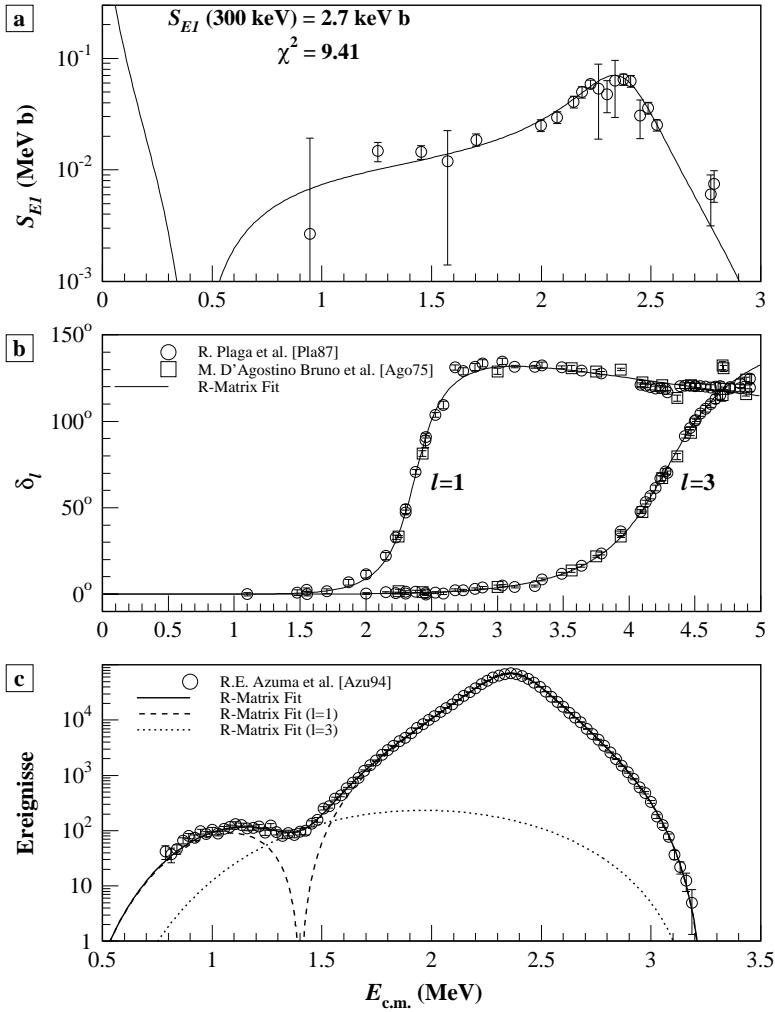 a
S_E1 (300 keV) = 2.7 keV b
χ² = 9.41
S_E1 (MeV b)
10⁻¹
10⁻²
10⁻³
0 0.5 1 1.5 2 2.5 3
b
R. Plaga et al. [Pla87]
M. D'Agostino Bruno et al. [Ago75]
R-Matrix Fit
δ_l
150°
100°
50°
0°
l=1
l=3
0 0.5 1 1.5 2 2.5 3 3.5 4 4.5 5
c
R.E. Azuma et al. [Azu94]
R-Matrix Fit
R-Matrix Fit (l=1)
R-Matrix Fit (l=3)
Ereignisse
10⁴
10³
10²
10
1
0.5 1 1.5 2 2.5 3 3.5
E_c.m. (MeV)